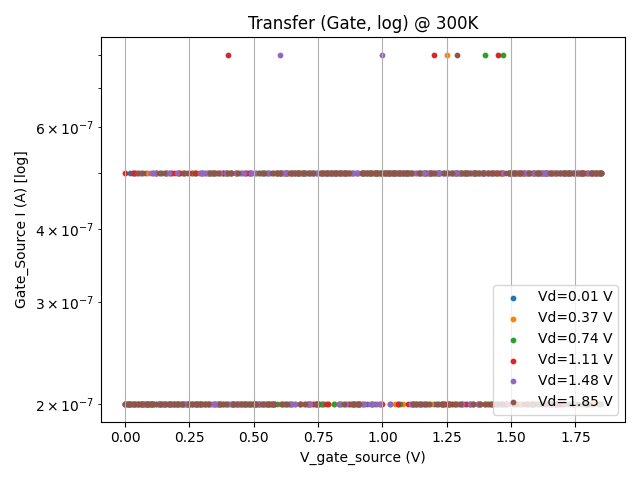 Transfer (Gate, log) @ 300K
Gate_Source I (A) [log]
6 × 10⁻⁷
4 × 10⁻⁷
3 × 10⁻⁷
2 × 10⁻⁷
Vd=0.01 V
Vd=0.37 V
Vd=0.74 V
Vd=1.11 V
Vd=1.48 V
Vd=1.85 V
0.00 0.25 0.50 0.75 1.00 1.25 1.50 1.75
V_gate_source (V)